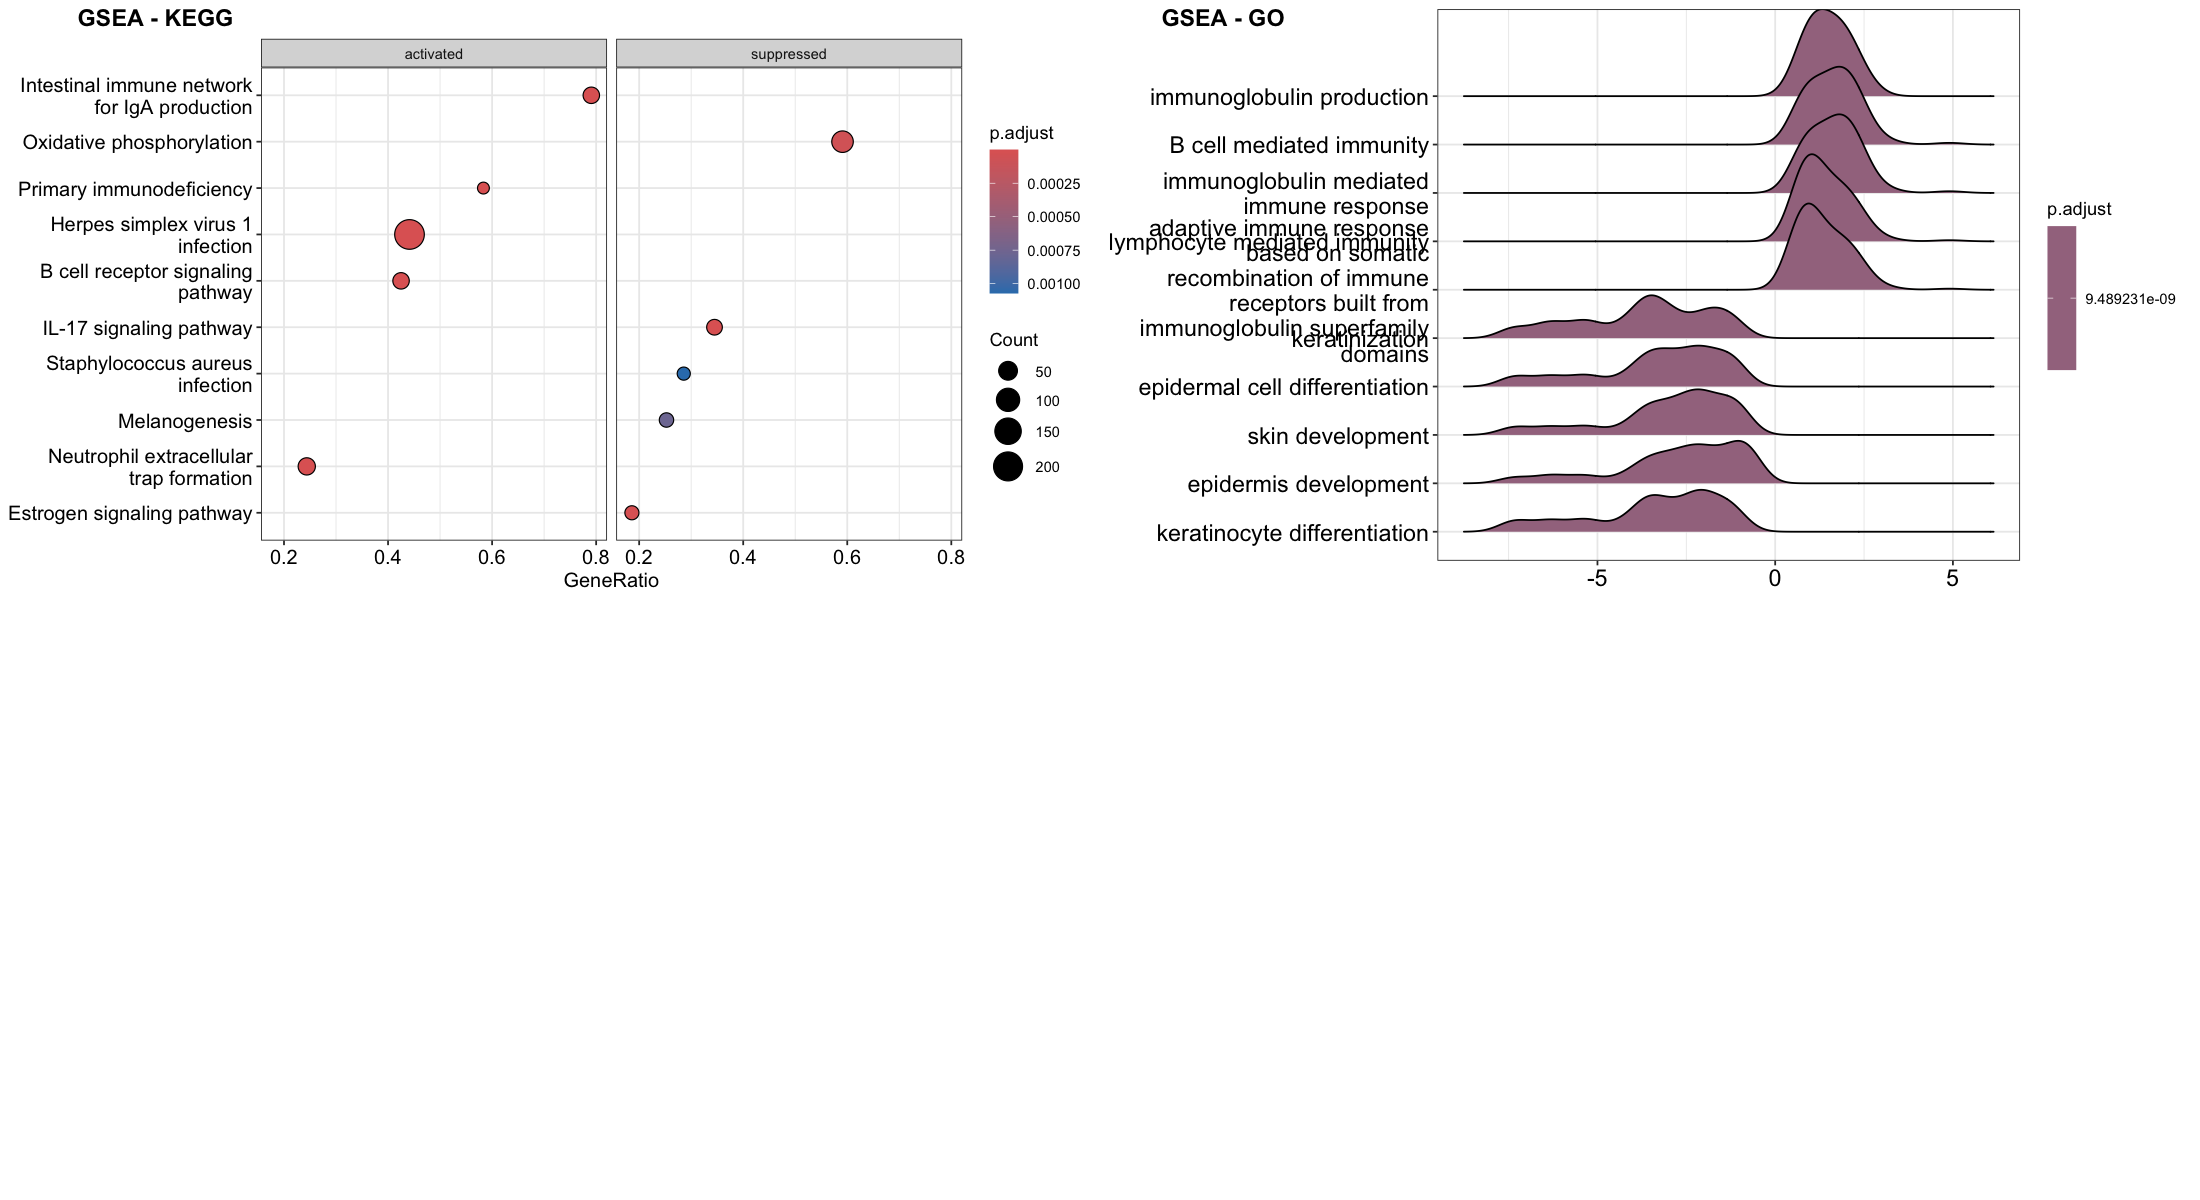 GSEA - KEGG
activated
suppressed
Intestinal immune network
for IgA production
Oxidative phosphorylation
Primary immunodeficiency
Herpes simplex virus 1
infection
B cell receptor signaling
pathway
IL-17 signaling pathway
Staphylococcus aureus
infection
Melanogenesis
Neutrophil extracellular
trap formation
Estrogen signaling pathway
0.2 0.4 0.6 0.8
0.2 0.4 0.6 0.8
GeneRatio
p.adjust
0.00025
0.00050
0.00075
0.00100
Count
50
100
150
200
GSEA - GO
immunoglobulin production
B cell mediated immunity
immunoglobulin mediated
immune response
lymphocyte mediated immunity
adaptive immune response
based on somatic
recombination of immune
receptors built from
immunoglobulin superfamily
domains
keratinization
epidermal cell differentiation
skin development
epidermis development
keratinocyte differentiation
-5 0 5
p.adjust
9.489231e-09